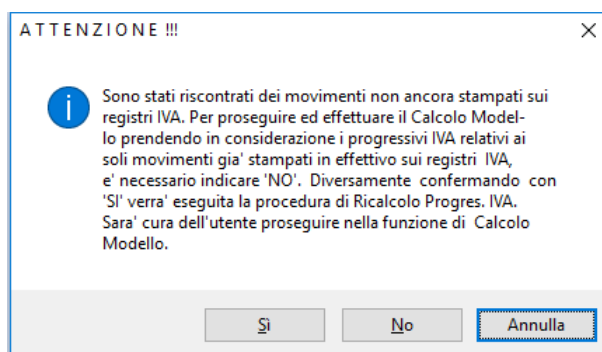 A T T E N Z I O N E !!!
Sono stati riscontrati dei movimenti non ancora stampati sui
registri IVA. Per proseguire ed effettuare il Calcolo Model-
lo prendendo in considerazione i progressivi IVA relativi ai
soli movimenti gia' stampati in effettivo sui registri  IVA,
e' necessario indicare 'NO'.  Diversamente  confermando  con
'SI' verra' eseguita la procedura di Ricalcolo Progres. IVA.
Sara' cura dell'utente proseguire nella funzione di  Calcolo
Modello.
Sì
No
Annulla